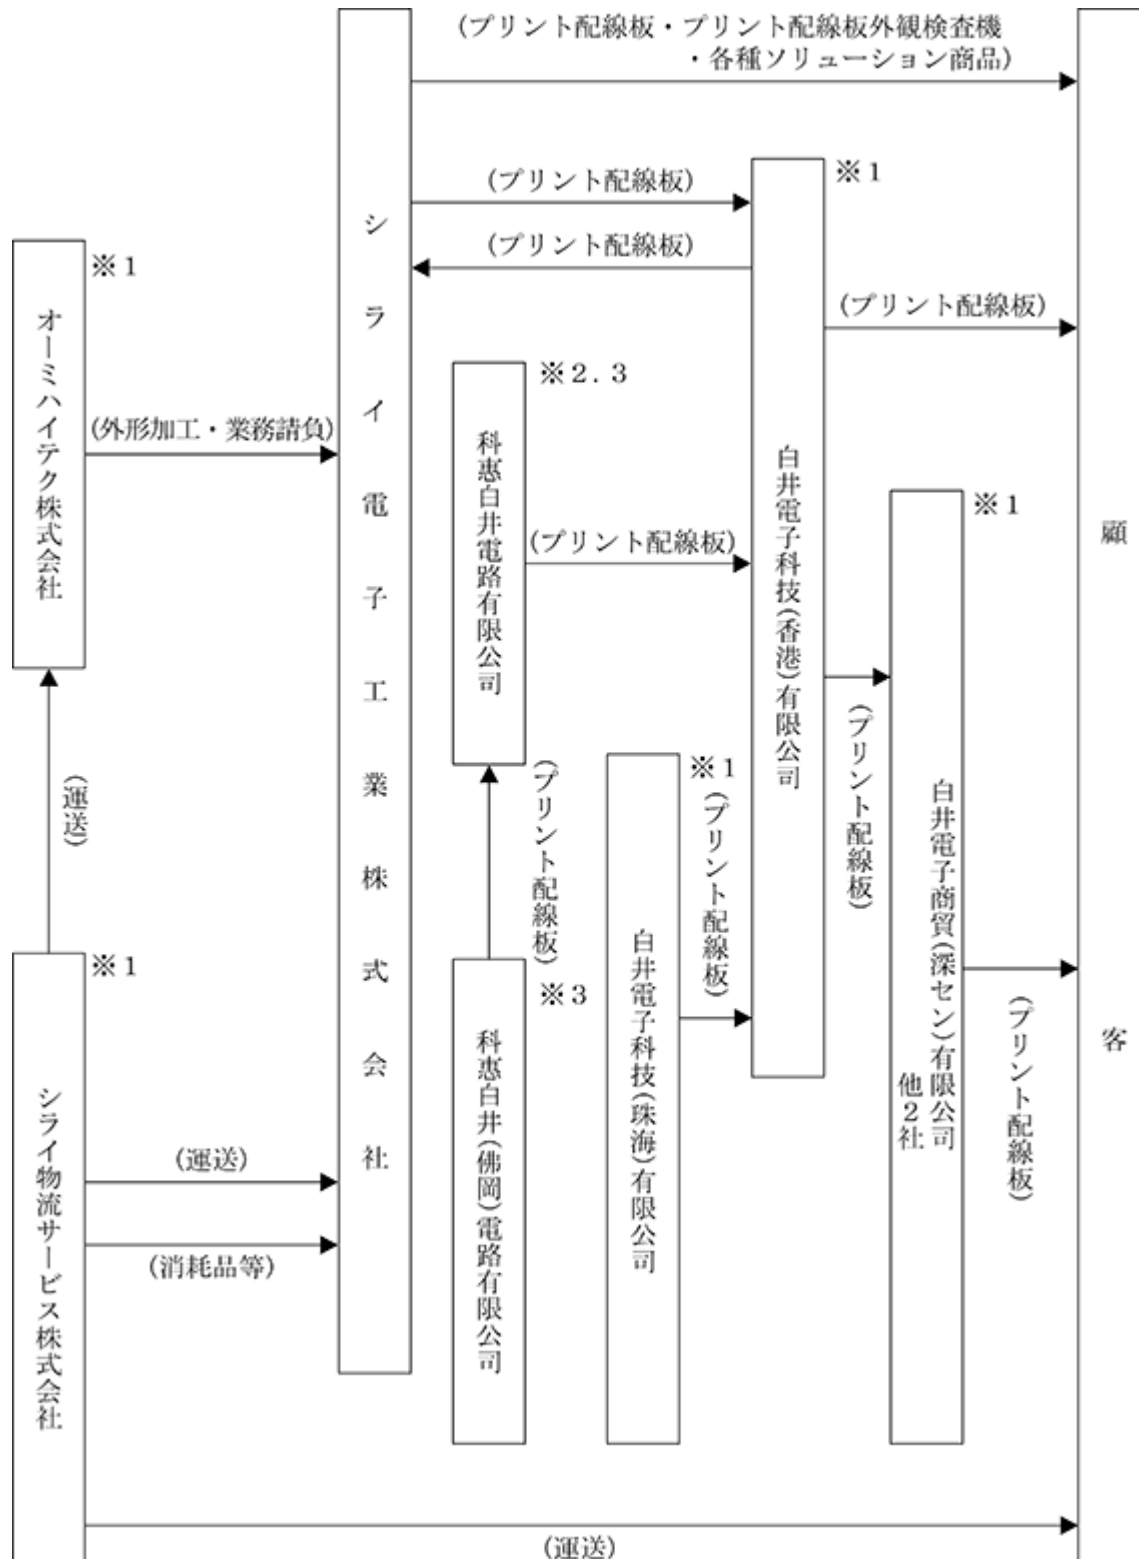 (プリント配線板・プリント配線板外観検査機
・各種ソリューション商品)
シライ電子工業株式会社
(プリント配線板)
※1
(プリント配線板)
(プリント配線板)
※1
オーミハイテク株式会社
(外形加工・業務請負)
※2.3
科惠白井電路有限公司
(プリント配線板)
白井電子科技(香港)有限公司
※1
顧客
(プリント配線板)
(運送)
(プリント配線板)
※1
(プリント配線板)
白井電子商貿(深セン)有限公司
他2社
※1
シライ物流サービス株式会社
※3
科惠白井(佛岡)電路有限公司
白井電子科技(珠海)有限公司
(プリント配線板)
(運送)
(消耗品等)
(運送)